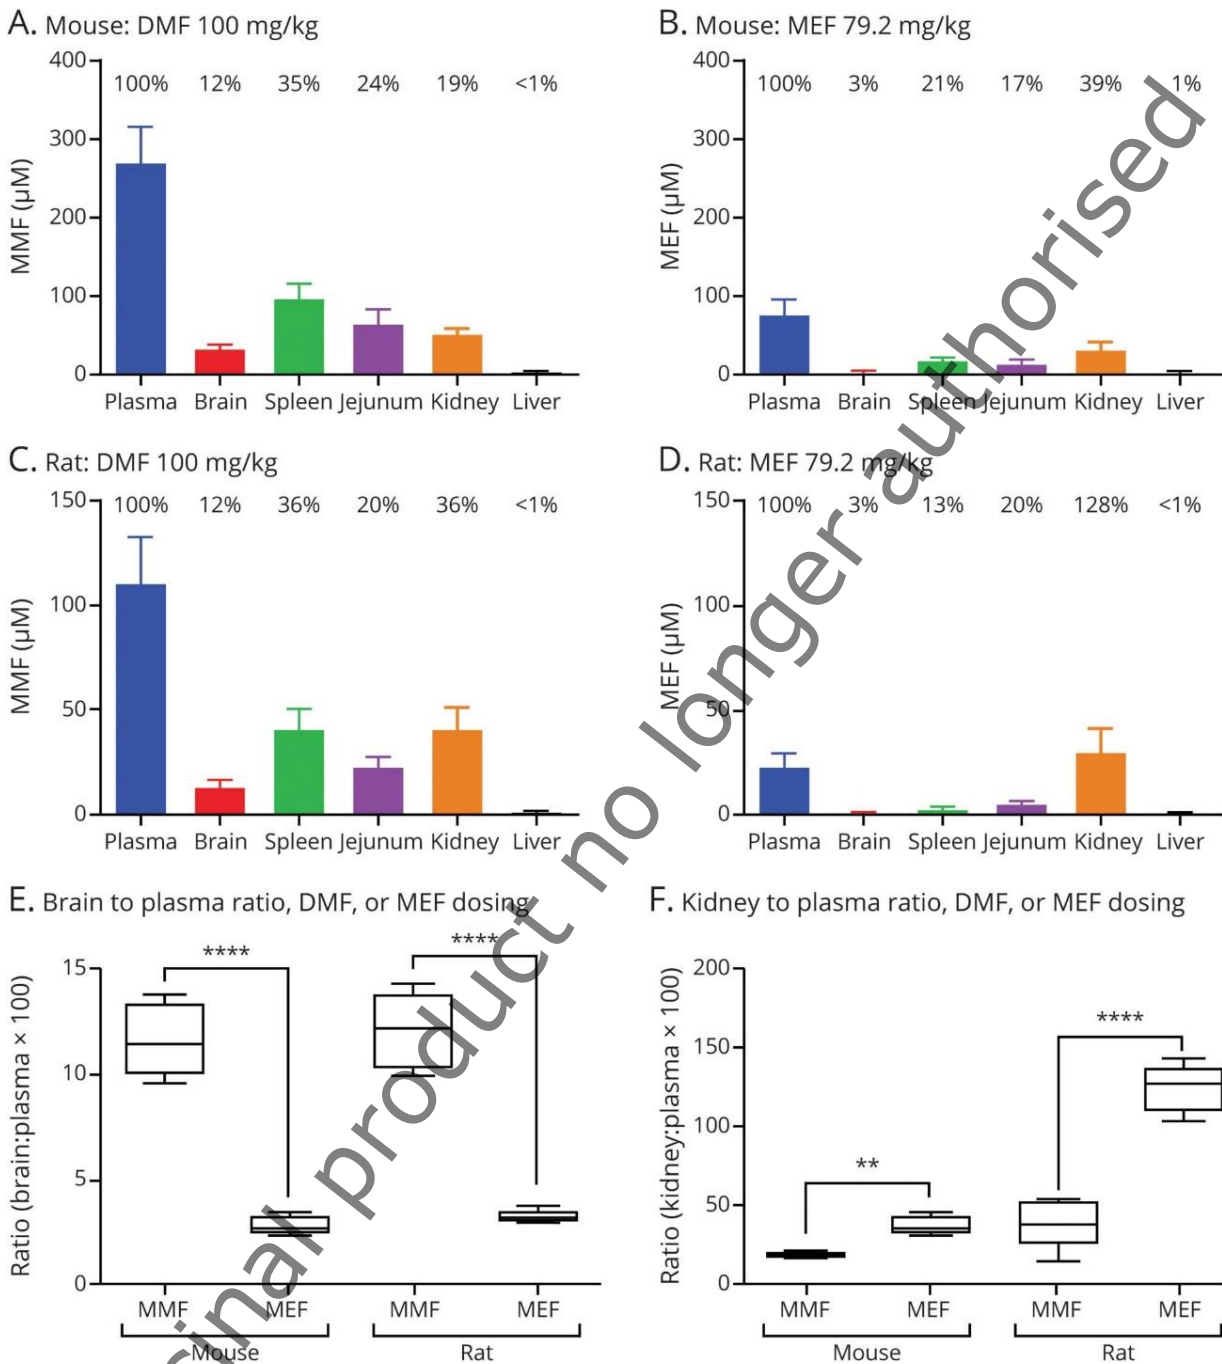 A. Mouse: DMF 100 mg/kg
400
300
200
100
0
MMF (µM)
100% 12% 35% 24% 19% <1%
Plasma Brain Spleen Jejunum Kidney Liver
B. Mouse: MEF 79.2 mg/kg
400
300
200
100
0
MEF (µM)
100% 3% 21% 17% 39% 1%
Plasma Brain Spleen Jejunum Kidney Liver
C. Rat: DMF 100 mg/kg
150
100
50
0
MMF (µM)
100% 12% 36% 20% 36% <1%
Plasma Brain Spleen Jejunum Kidney Liver
D. Rat: MEF 79.2 mg/kg
150
100
50
0
MEF (µM)
100% 3% 13% 20% 128% <1%
Plasma Brain Spleen Jejunum Kidney Liver
E. Brain to plasma ratio, DMF, or MEF dosing
15
10
5
0
Ratio (brain:plasma × 100)
**** ****
MMF MEF MMF MEF
Mouse Rat
F. Kidney to plasma ratio, DMF, or MEF dosing
200
150
100
50
0
Ratio (kidney:plasma × 100)
** ****
MMF MEF MMF MEF
Mouse Rat
product no longer authorised